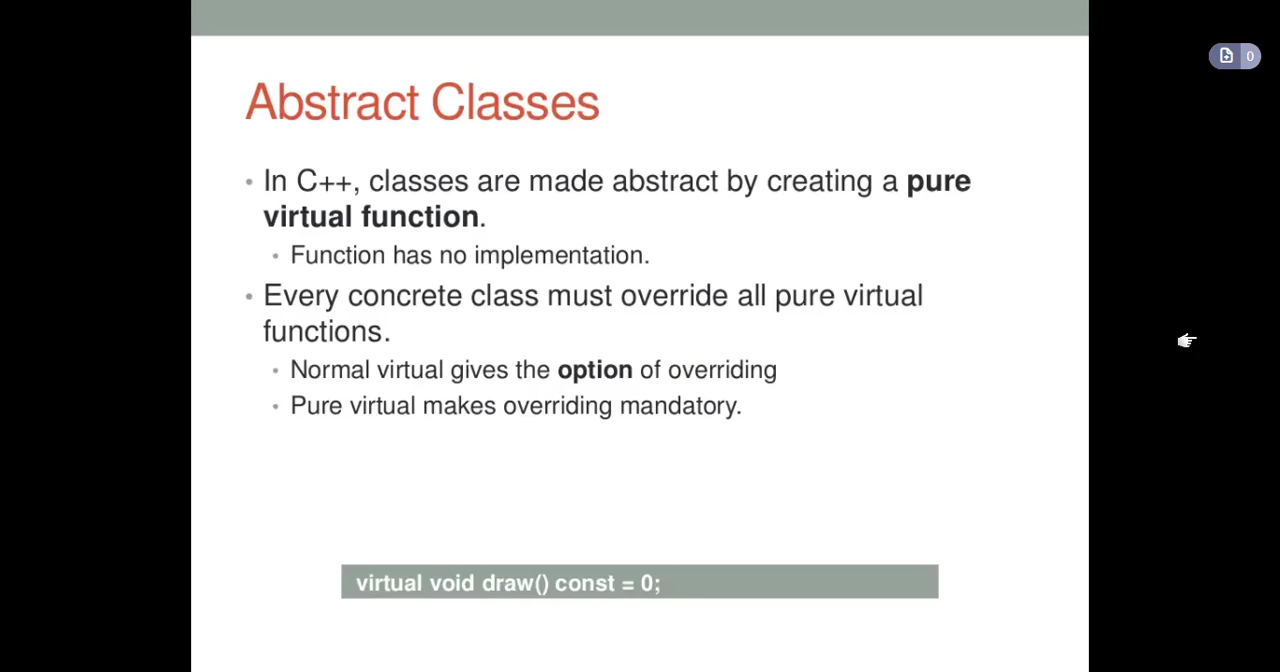 Abstract Classes
• In C++, classes are made abstract by creating a pure
virtual function.
• Function has no implementation.
• Every concrete class must override all pure virtual
functions.
• Normal virtual gives the option of overriding
• Pure virtual makes overriding mandatory.
virtual void draw() const = 0;
0